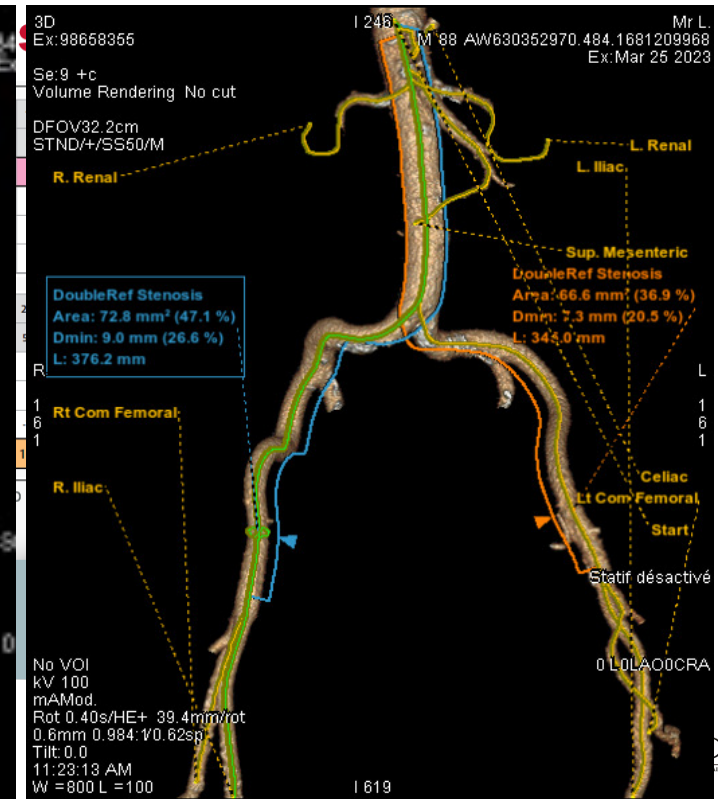 3D
Ex:98658355
Se:9 +c
Volume Rendering No cut
DFOV32.2cm
STND/+/SS50/M
I 246
Mr L.
M 88 AW630352970.484.1681209968
Ex:Mar 25 2023
R. Renal
L. Renal
L. Iliac
Sup. Mesenteric
DoubleRef Stenosis
Area: 72.8 mm² (47.1 %)
Dmin: 9.0 mm (26.6 %)
L: 376.2 mm
DoubleRef Stenosis
Area: 66.6 mm² (36.9 %)
Dmin: 7.3 mm (20.5 %)
L: 345.0 mm
R
1
6
1
L
1
6
1
Rt Com Femoral
R. Iliac
Celiac
Lt Com Femoral
Start
Statif désactivé
0 L0LAO0CRA
No VOI
kV 100
mAMod.
Rot 0.40s/HE+ 39.4mm/rot
0.6mm 0.984:1/0.62sp
Tilt:0.0
11:23:13 AM
W =800 L =100
I 619